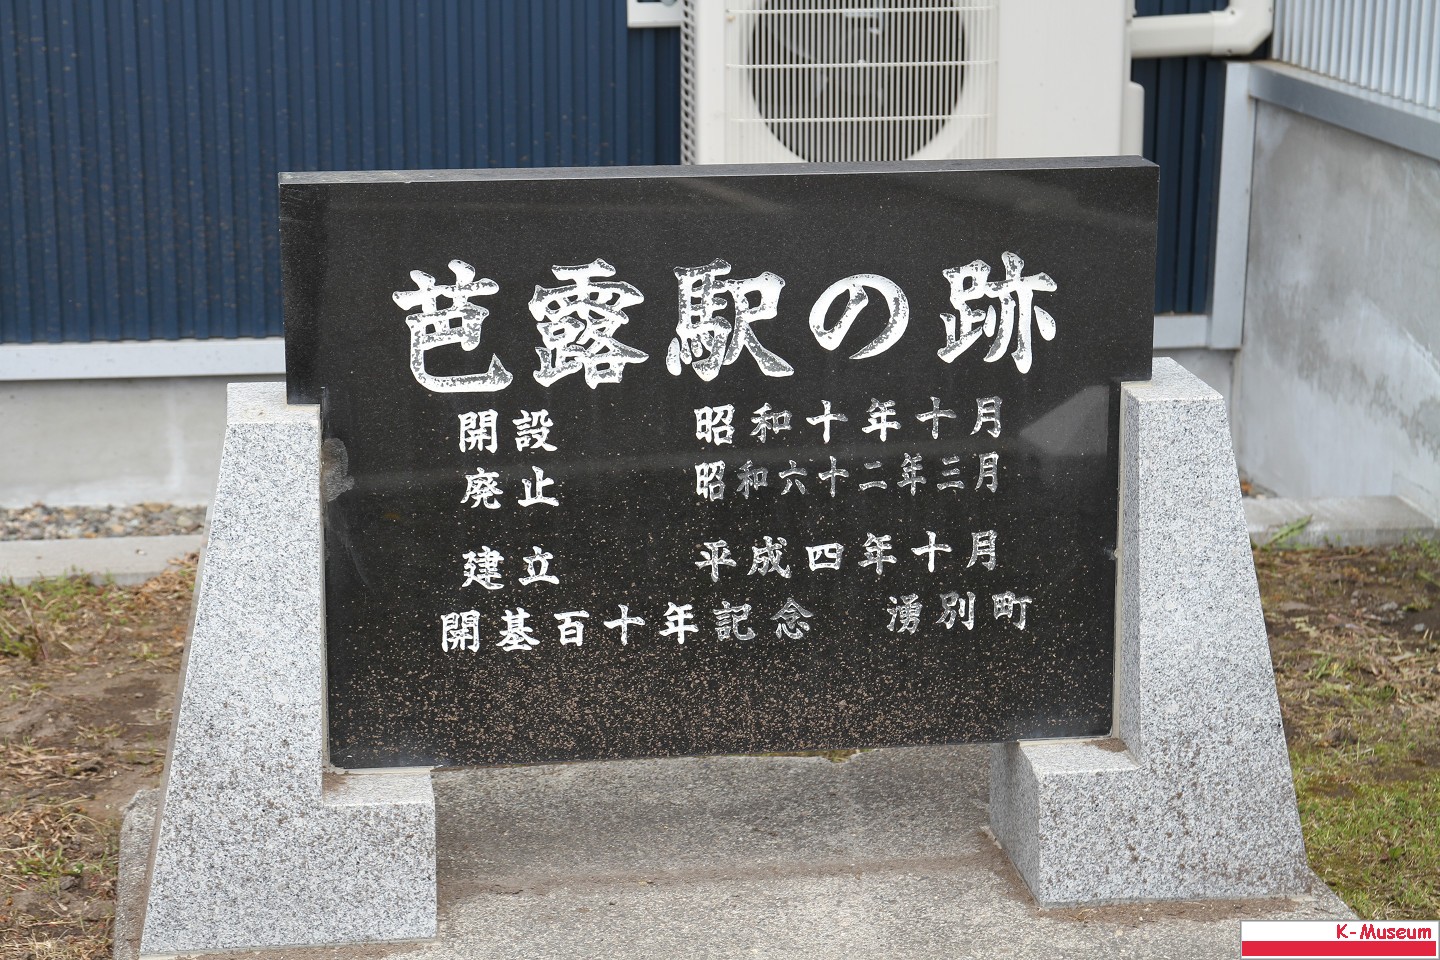 芭露駅の跡
開設 昭和十年十月
廃止 昭和六十二年三月
建立 平成四年十月
開基百十年記念 湧別町
K-Museum